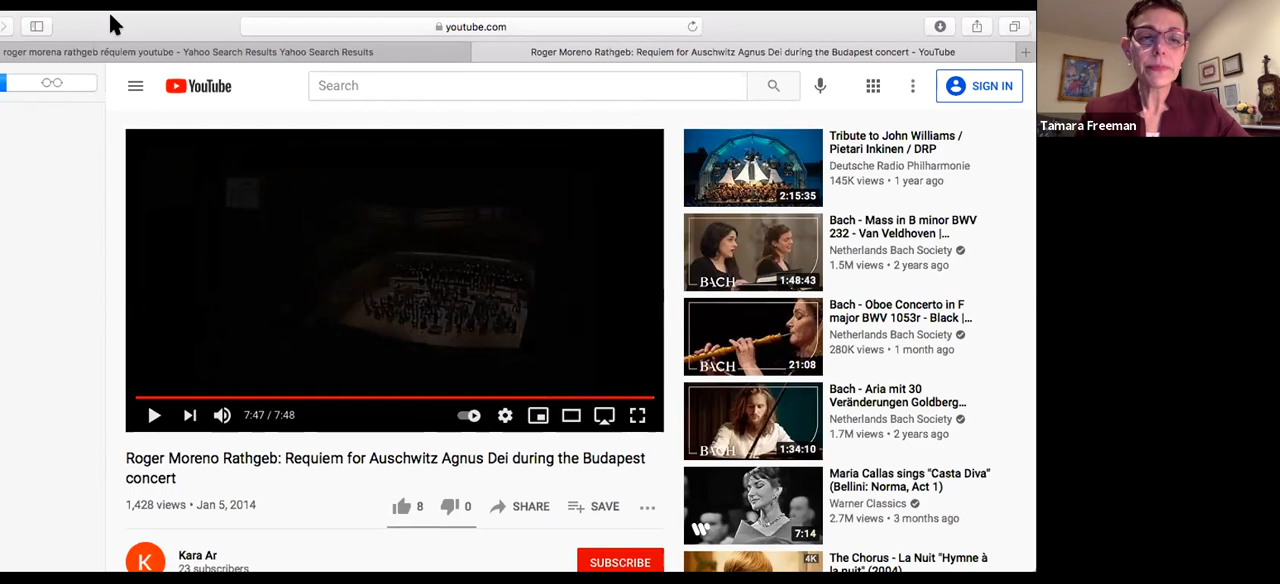 youtube.com
roger morena rathgeb réquiem youtube - Yahoo Search Results Yahoo Search Results
Roger Moreno Rathgeb: Requiem for Auschwitz Agnus Dei during the Budapest concert - YouTube
YouTube
Search
SIGN IN
Tamara Freeman
7:47 / 7:48
Roger Moreno Rathgeb: Requiem for Auschwitz Agnus Dei during the Budapest
concert
1,428 views • Jan 5, 2014
8
0
SHARE
SAVE
K
Kara Ar
23 subscribers
SUBSCRIBE
2:15:35
Tribute to John Williams /
Pietari Inkinen / DRP
Deutsche Radio Philharmonie
145K views • 1 year ago
BACH
1:48:43
Bach - Mass in B minor BWV
232 - Van Veldhoven |...
Netherlands Bach Society
1.5M views • 2 years ago
BACH
21:08
Bach - Oboe Concerto in F
major BWV 1053r - Black |...
Netherlands Bach Society
280K views • 1 month ago
BACH
1:34:10
Bach - Aria mit 30
Veränderungen Goldberg...
Netherlands Bach Society
1.7M views • 2 years ago
7:14
Maria Callas sings "Casta Diva"
(Bellini: Norma, Act 1)
Warner Classics
2.7M views • 3 months ago
4K
The Chorus - La Nuit "Hymne à
la nuit" (2004)